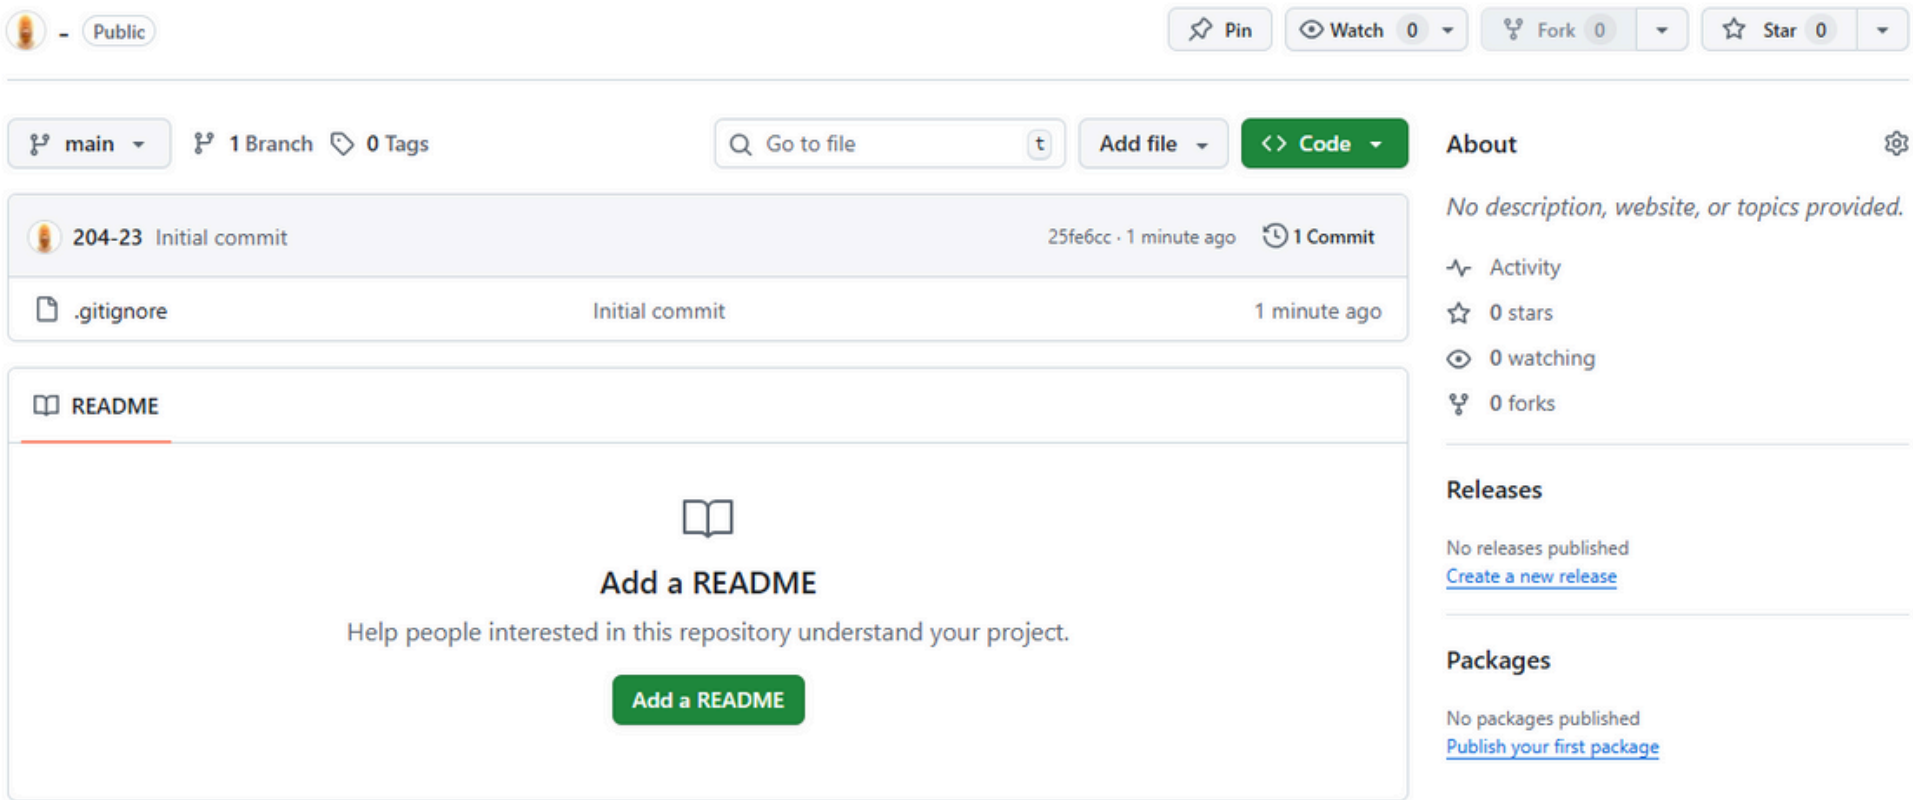 - Public
Pin
Watch 0
Fork 0
Star 0
main
1 Branch
0 Tags
Go to file
t
Add file
Code
204-23 Initial commit
25fe6cc · 1 minute ago
1 Commit
.gitignore
Initial commit
1 minute ago
README
Add a README
Help people interested in this repository understand your project.
Add a README
About
No description, website, or topics provided.
Activity
0 stars
0 watching
0 forks
Releases
No releases published
Create a new release
Packages
No packages published
Publish your first package